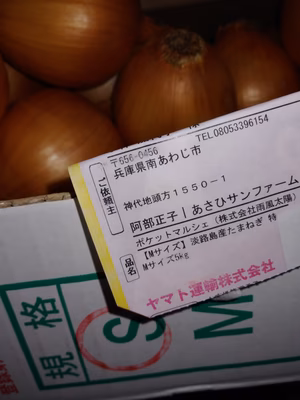 TEL08053396154
〒656-0456
兵庫県南あわじ市
神代地頭方1550-1
ご依頼主
阿部正子｜あさひサンファーム
ポケットマルシェ（株式会社雨風太陽）
品名
【Mサイズ】淡路島産たまねぎ 特
Mサイズ5kg
ヤマト運輸株式会社
規格
S
M